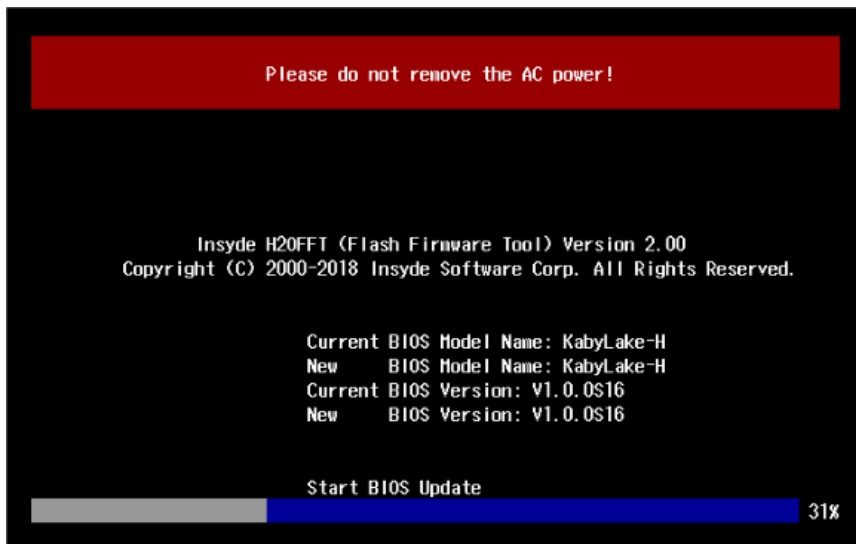 Please do not remove the AC power!
Insyde H2OFFT (Flash Firmware Tool) Version 2.00
Copyright (C) 2000-2018 Insyde Software Corp. All Rights Reserved.
Current BIOS Model Name: KabyLake-H
New BIOS Model Name: KabyLake-H
Current BIOS Version: V1.0.0S16
New BIOS Version: V1.0.0S16
Start BIOS Update
31%